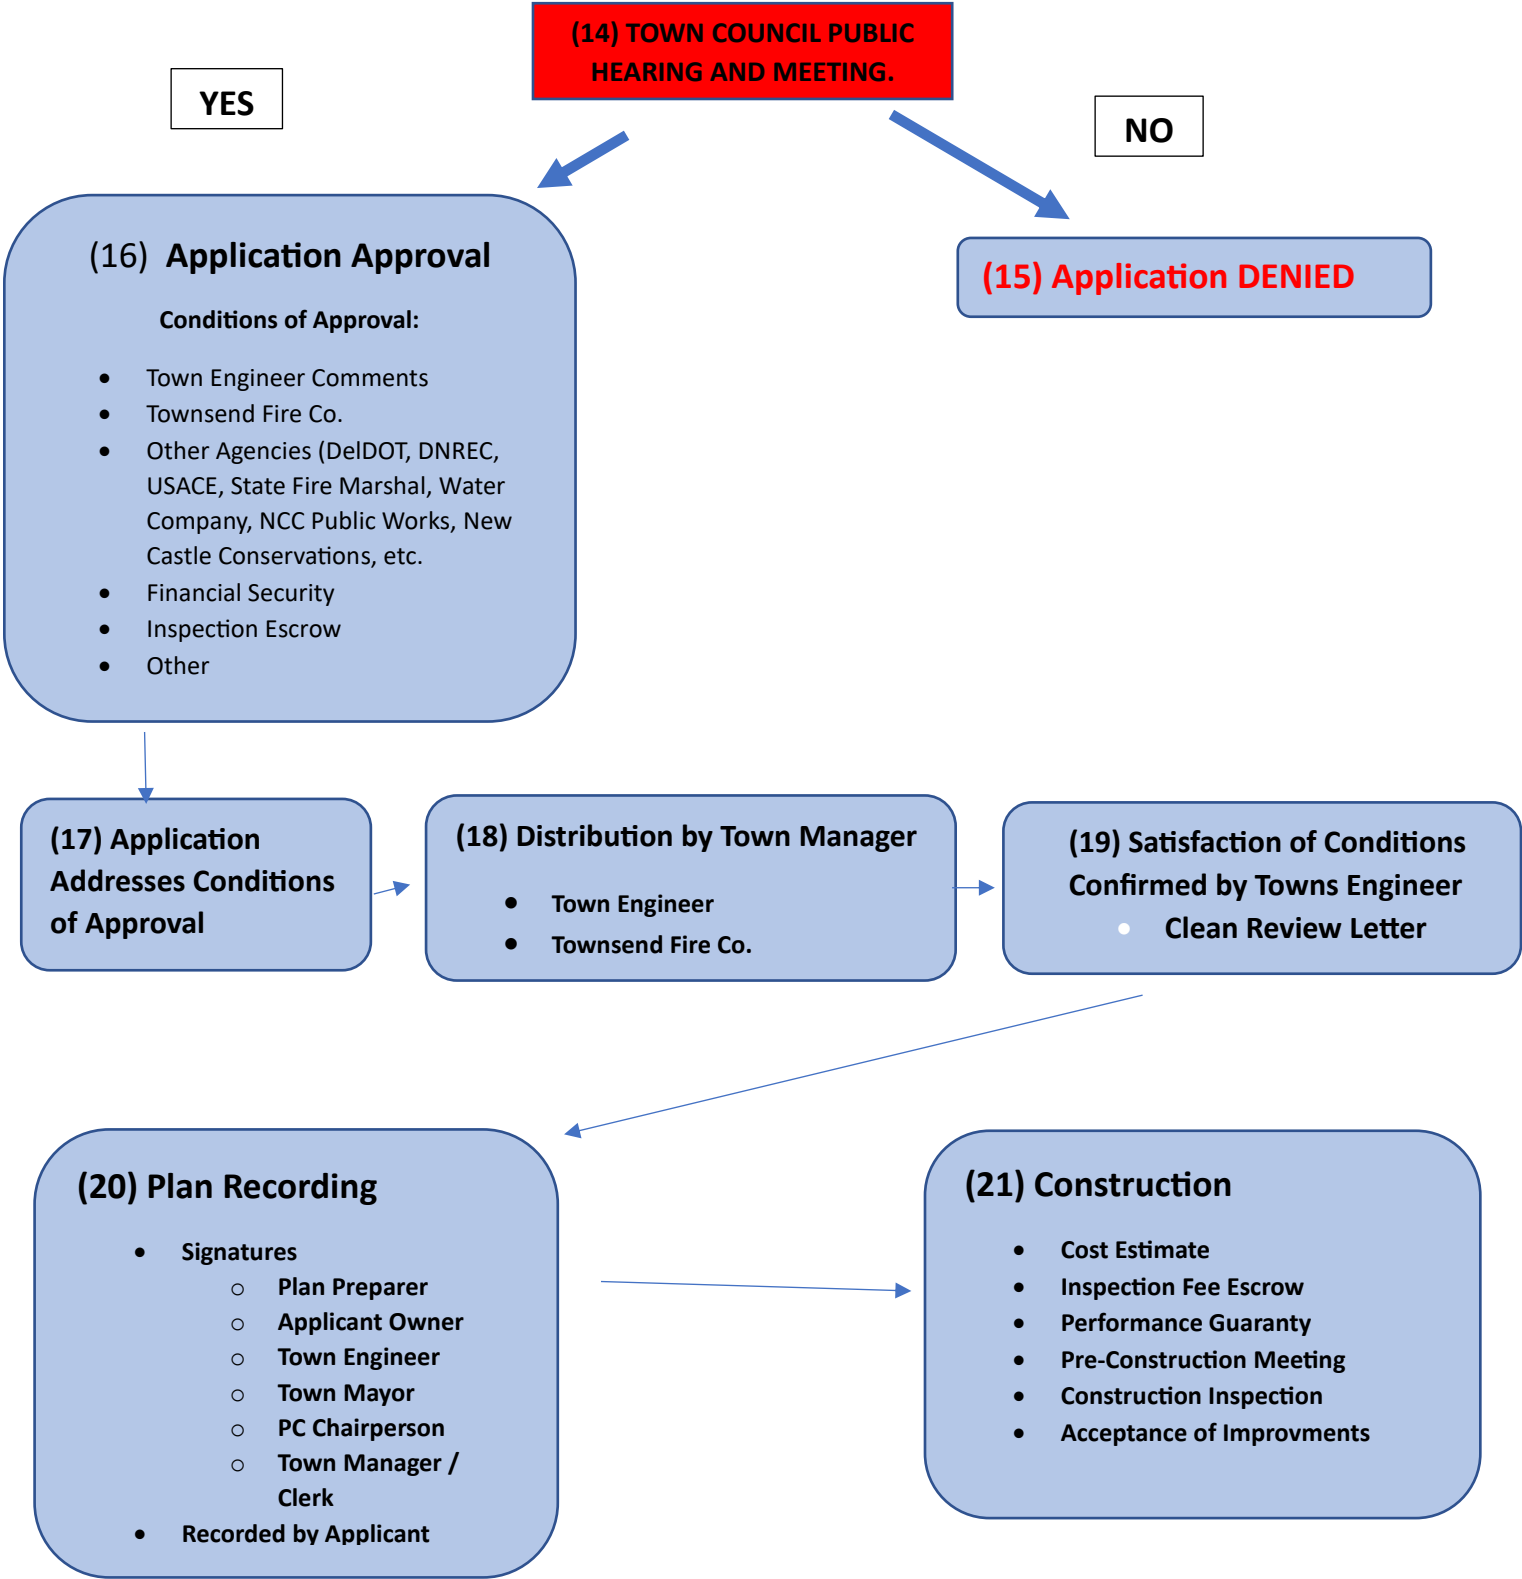 (14) TOWN COUNCIL PUBLIC
HEARING AND MEETING.
YES
NO
(16) Application Approval
Conditions of Approval:
• Town Engineer Comments
• Townsend Fire Co.
• Other Agencies (DelDOT, DNREC,
USACE, State Fire Marshal, Water
Company, NCC Public Works, New
Castle Conservations, etc.
• Financial Security
• Inspection Escrow
• Other
(15) Application DENIED
(17) Application
Addresses Conditions
of Approval
(18) Distribution by Town Manager
• Town Engineer
• Townsend Fire Co.
(19) Satisfaction of Conditions
Confirmed by Towns Engineer
• Clean Review Letter
(20) Plan Recording
• Signatures
o Plan Preparer
o Applicant Owner
o Town Engineer
o Town Mayor
o PC Chairperson
o Town Manager /
Clerk
• Recorded by Applicant
(21) Construction
• Cost Estimate
• Inspection Fee Escrow
• Performance Guaranty
• Pre-Construction Meeting
• Construction Inspection
• Acceptance of Improvments